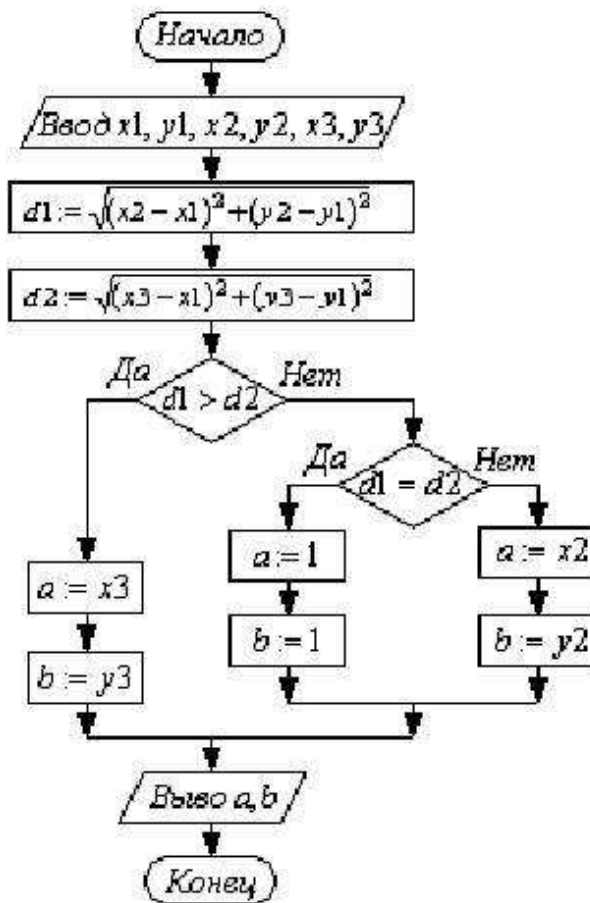 Начало
Ввод x1, y1, x2, y2, x3, y3
d1 := √(x2 − x1)² + (y2 − y1)²
d2 := √(x3 − x1)² + (y3 − y1)²
Да
Нет
d1 > d2
Да
Нет
d1 = d2
a := 1
a := x2
a := x3
b := 1
b := y2
b := y3
Выво a,b
Конец